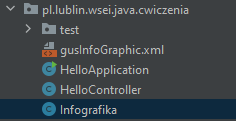 pl.lublin.wsei.java.cwiczenia
test
gusInfoGraphic.xml
HelloApplication
HelloController
Infografika